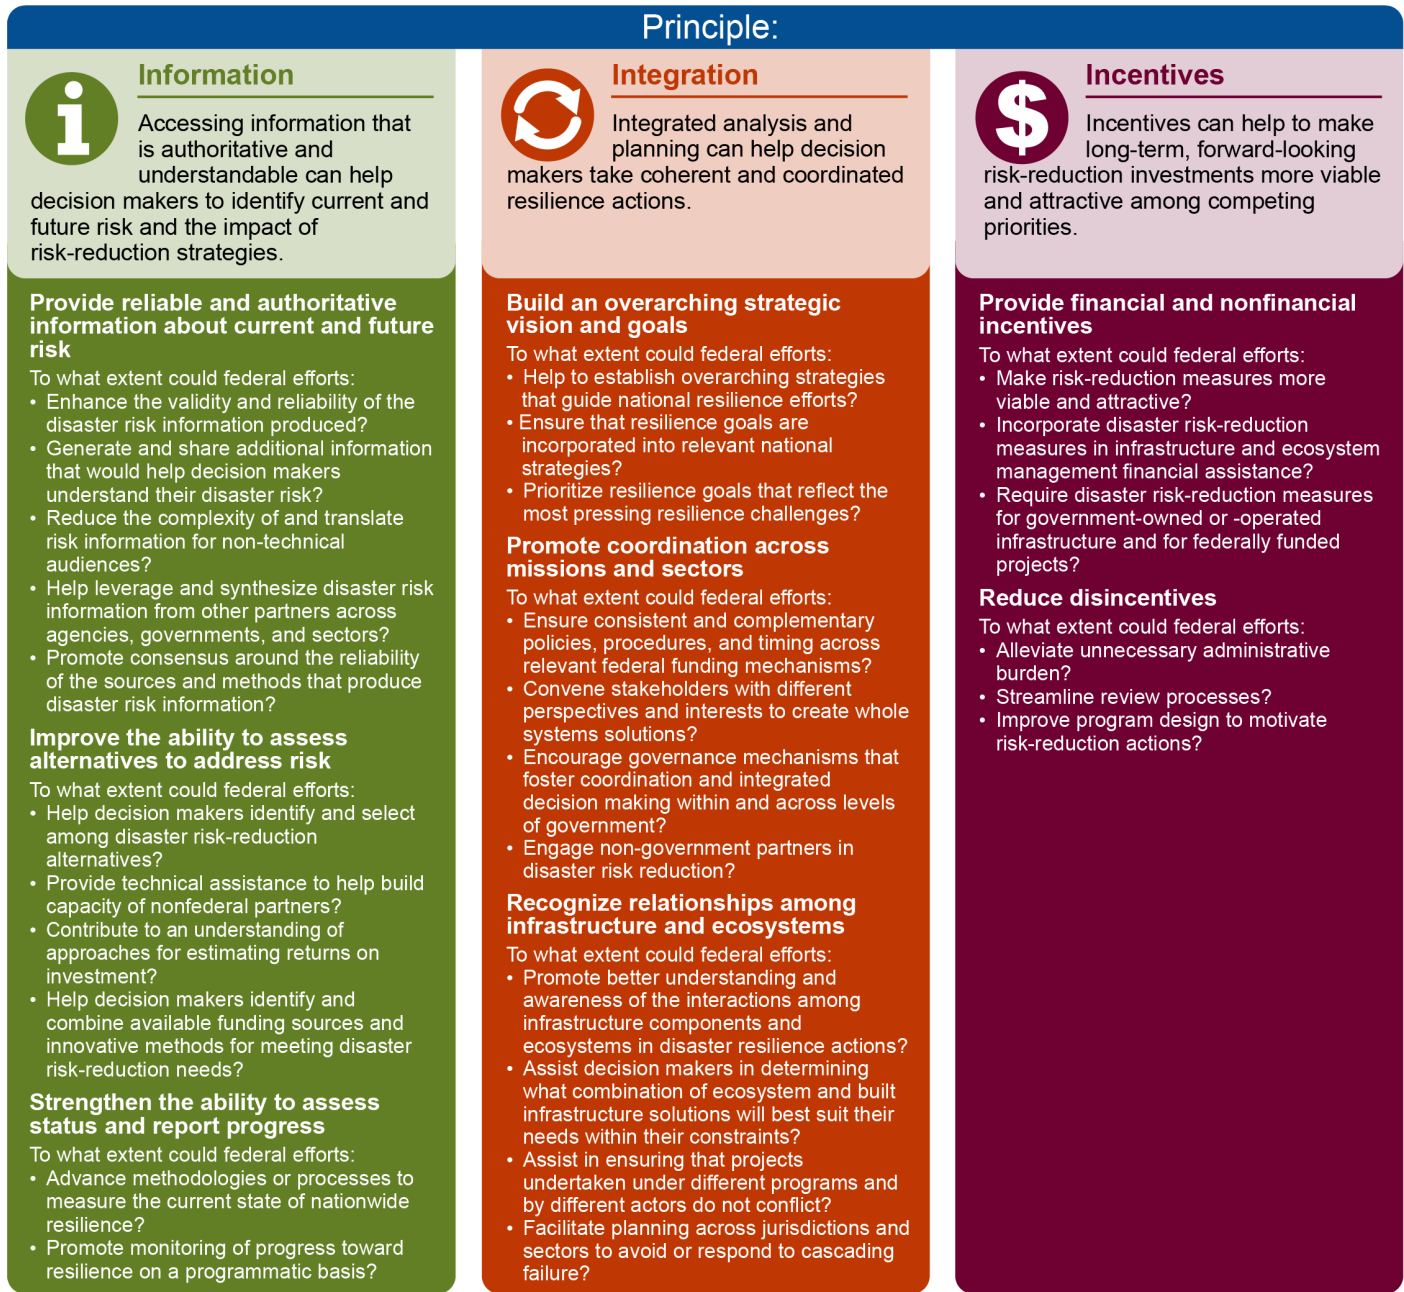 Principle:
Information
Accessing information that
is authoritative and
understandable can help
decision makers to identify current and
future risk and the impact of
risk-reduction strategies.
Provide reliable and authoritative
information about current and future
risk
To what extent could federal efforts:
• Enhance the validity and reliability of the
disaster risk information produced?
• Generate and share additional information
that would help decision makers
understand their disaster risk?
• Reduce the complexity of and translate
risk information for non-technical
audiences?
• Help leverage and synthesize disaster risk
information from other partners across
agencies, governments, and sectors?
• Promote consensus around the reliability
of the sources and methods that produce
disaster risk information?
Improve the ability to assess
alternatives to address risk
To what extent could federal efforts:
• Help decision makers identify and select
among disaster risk-reduction
alternatives?
• Provide technical assistance to help build
capacity of nonfederal partners?
• Contribute to an understanding of
approaches for estimating returns on
investment?
• Help decision makers identify and
combine available funding sources and
innovative methods for meeting disaster
risk-reduction needs?
Strengthen the ability to assess
status and report progress
To what extent could federal efforts:
• Advance methodologies or processes to
measure the current state of nationwide
resilience?
• Promote monitoring of progress toward
resilience on a programmatic basis?
Integration
Integrated analysis and
planning can help decision
makers take coherent and coordinated
resilience actions.
Build an overarching strategic
vision and goals
To what extent could federal efforts:
• Help to establish overarching strategies
that guide national resilience efforts?
• Ensure that resilience goals are
incorporated into relevant national
strategies?
• Prioritize resilience goals that reflect the
most pressing resilience challenges?
Promote coordination across
missions and sectors
To what extent could federal efforts:
• Ensure consistent and complementary
policies, procedures, and timing across
relevant federal funding mechanisms?
• Convene stakeholders with different
perspectives and interests to create whole
systems solutions?
• Encourage governance mechanisms that
foster coordination and integrated
decision making within and across levels
of government?
• Engage non-government partners in
disaster risk reduction?
Recognize relationships among
infrastructure and ecosystems
To what extent could federal efforts:
• Promote better understanding and
awareness of the interactions among
infrastructure components and
ecosystems in disaster resilience actions?
• Assist decision makers in determining
what combination of ecosystem and built
infrastructure solutions will best suit their
needs within their constraints?
• Assist in ensuring that projects
undertaken under different programs and
by different actors do not conflict?
• Facilitate planning across jurisdictions and
sectors to avoid or respond to cascading
failure?
$
Incentives
Incentives can help to make
long-term, forward-looking
risk-reduction investments more viable
and attractive among competing
priorities.
Provide financial and nonfinancial
incentives
To what extent could federal efforts:
• Make risk-reduction measures more
viable and attractive?
• Incorporate disaster risk-reduction
measures in infrastructure and ecosystem
management financial assistance?
• Require disaster risk-reduction measures
for government-owned or -operated
infrastructure and for federally funded
projects?
Reduce disincentives
To what extent could federal efforts:
• Alleviate unnecessary administrative
burden?
• Streamline review processes?
• Improve program design to motivate
risk-reduction actions?